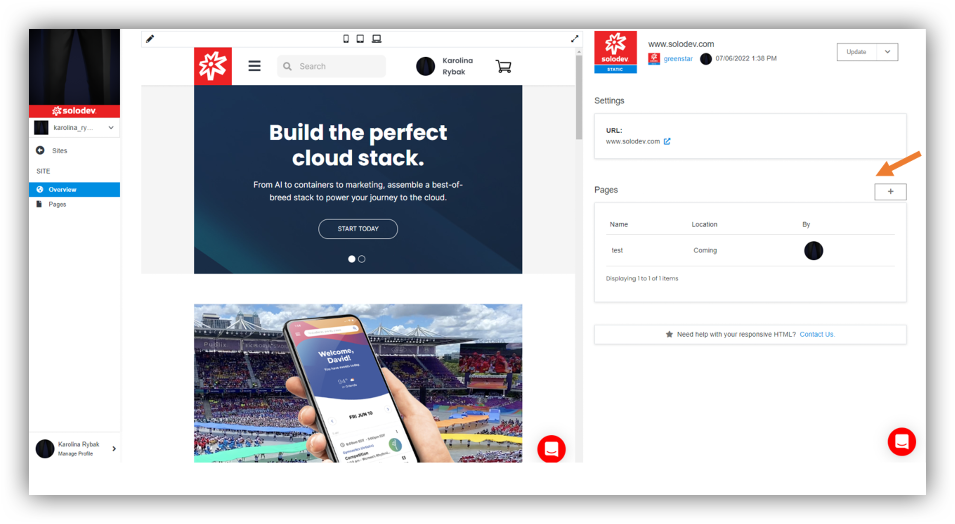 solodev
karolina_ry...
Sites
SITE
Overview
Pages
Karolina Rybak
Manage Profile
Search
Karolina
Rybak
Build the perfect
cloud stack.
From AI to containers to marketing, assemble a best-of-
breed stack to power your journey to the cloud.
START TODAY
Welcome,
David!
94°
FRI JUN 10
Competition
solodev
STATIC
www.solodev.com
greenstar
07/06/2022 1:38 PM
Update
Settings
URL:
www.solodev.com
Pages
+
Name
Location
By
test
Coming
Displaying 1 to 1 of 1 items
Need help with your responsive HTML? Contact Us.